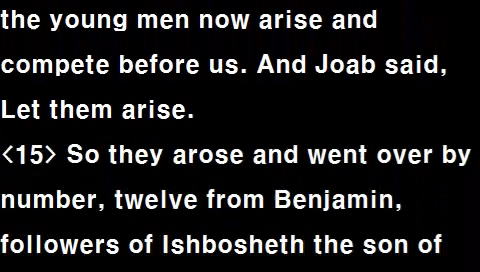 the young men now arise and
compete before us. And Joab said,
Let them arise.
<15> So they arose and went over by
number, twelve from Benjamin,
followers of Ishbosheth the son of